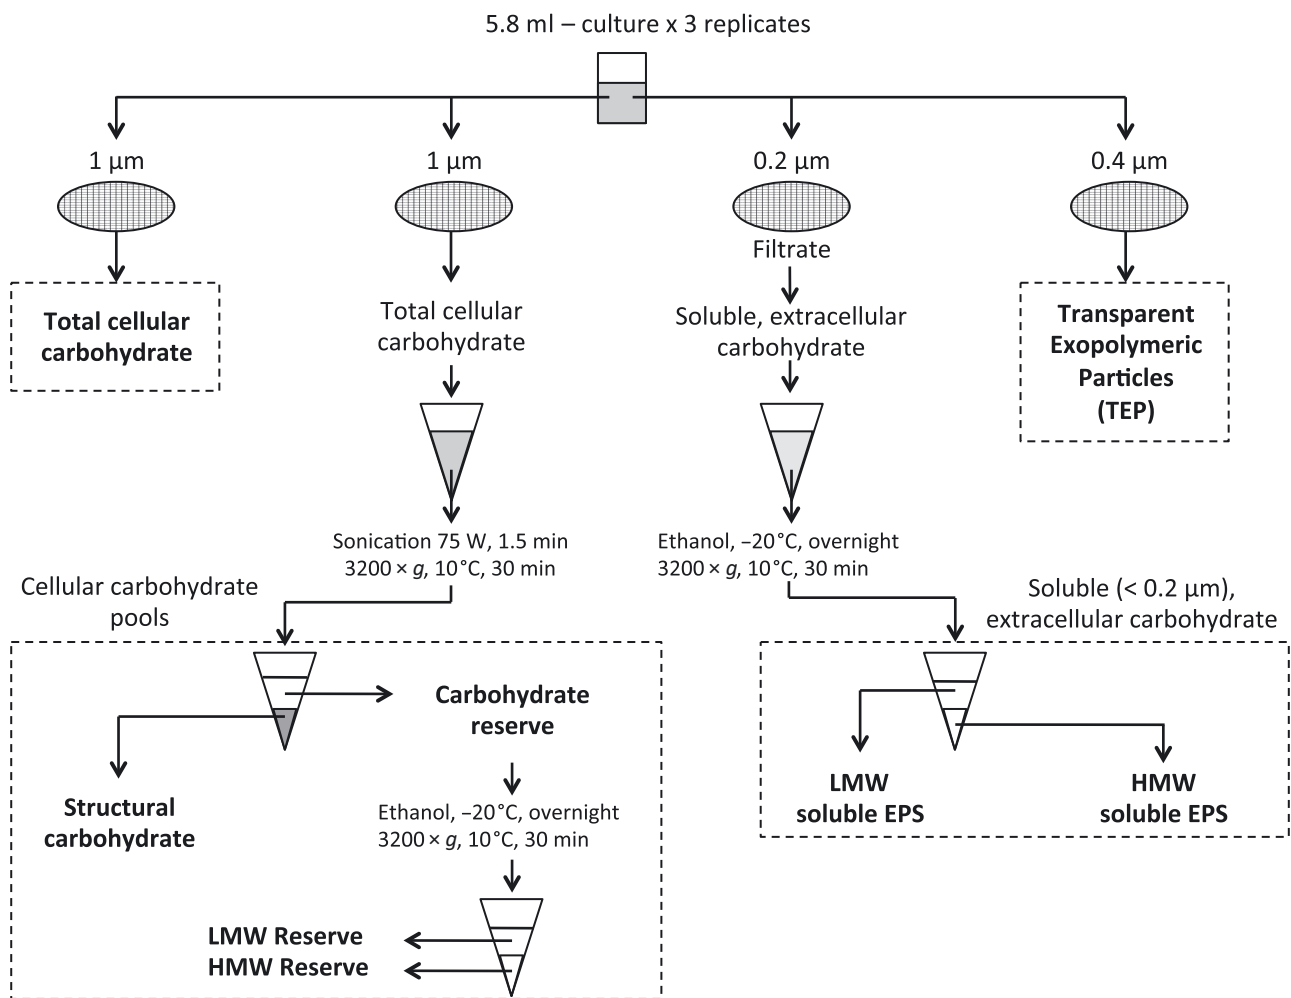 5.8 ml – culture x 3 replicates
1 µm
1 µm
0.2 µm
0.4 µm
Filtrate
Total cellular
carbohydrate
Total cellular
carbohydrate
Soluble, extracellular
carbohydrate
Transparent
Exopolymeric
Particles
(TEP)
Sonication 75 W, 1.5 min
3200 × g, 10°C, 30 min
Ethanol, −20°C, overnight
3200 × g, 10°C, 30 min
Cellular carbohydrate
pools
Soluble (< 0.2 µm),
extracellular carbohydrate
Carbohydrate
reserve
Structural
carbohydrate
Ethanol, −20°C, overnight
3200 × g, 10°C, 30 min
LMW Reserve
HMW Reserve
LMW
soluble EPS
HMW
soluble EPS